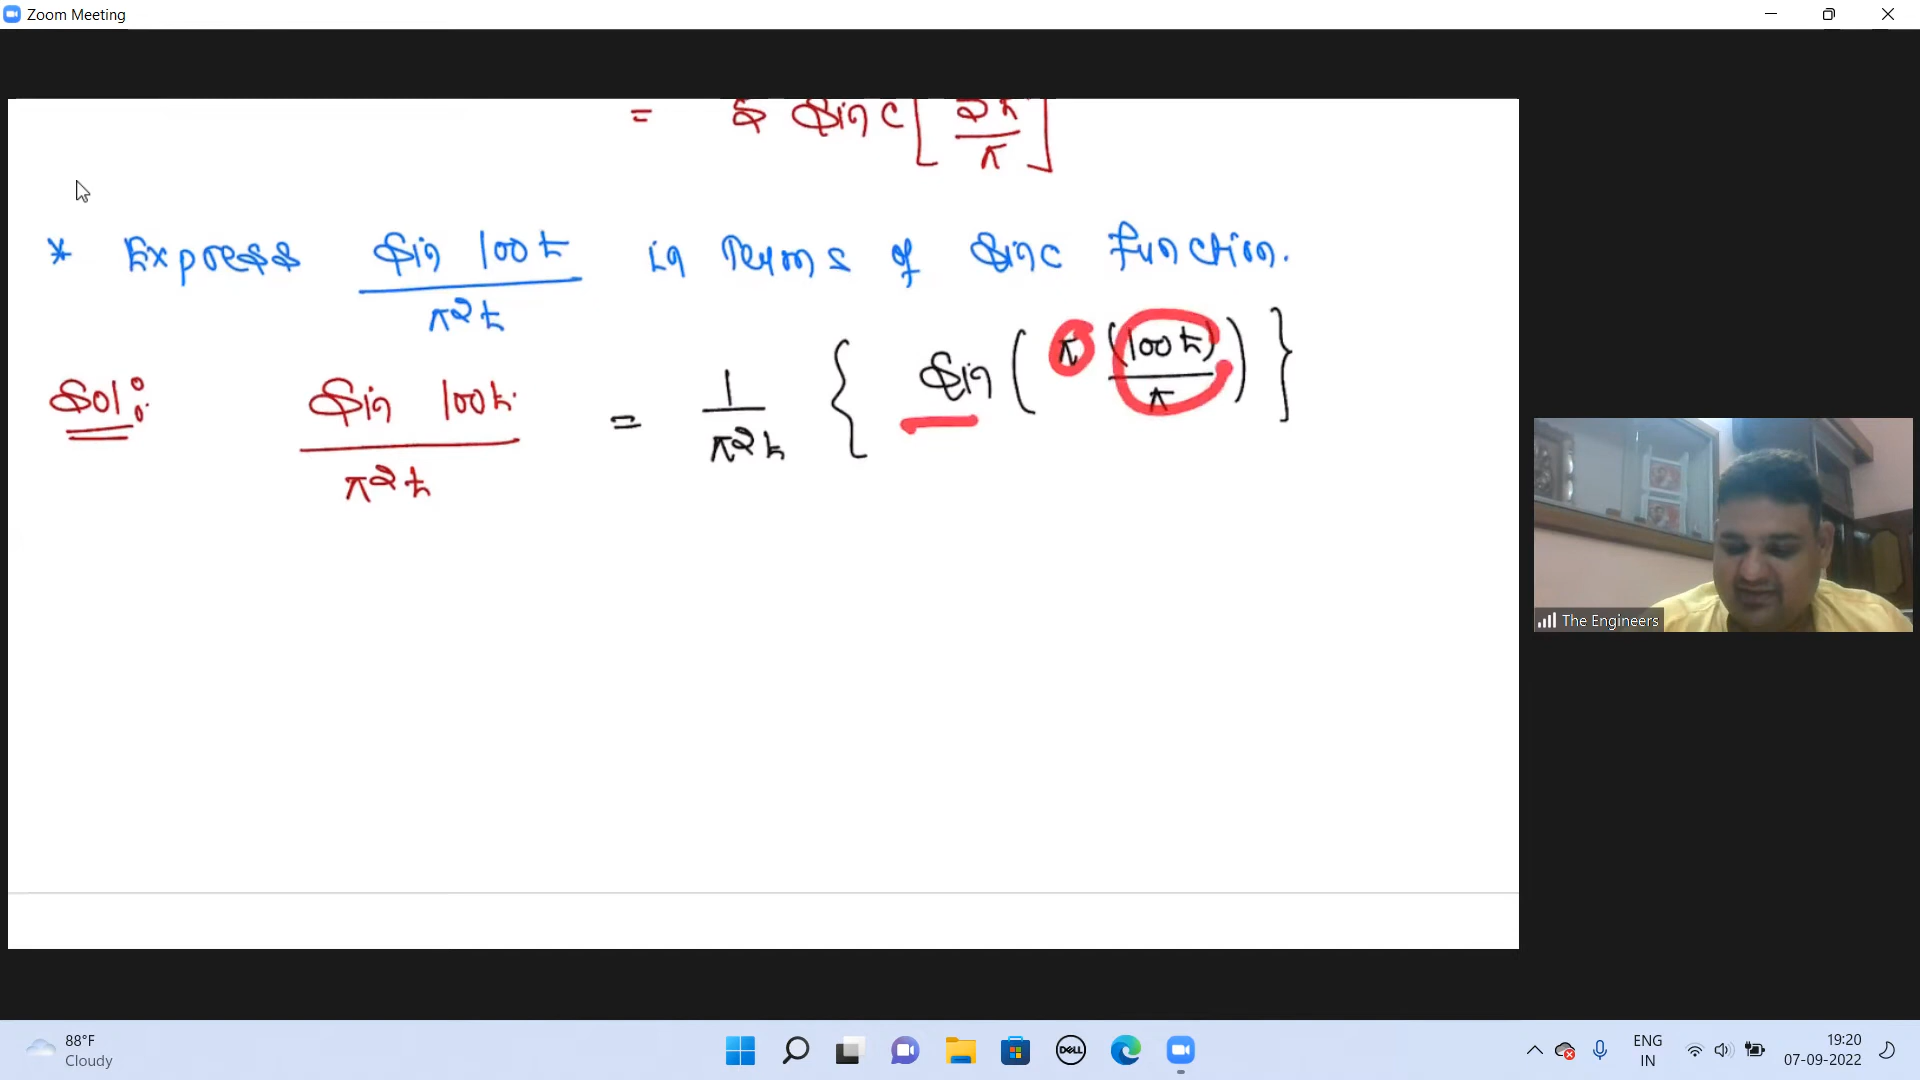 Zoom Meeting
= 2 Sinc[2t/π]
* Express Sin 100t / π²t in Terms of Sinc function.
Sol: Sin 100t / π²t = 1/π²t { Sin ( π (100t)/π ) }
The Engineers
88°F
Cloudy
DELL
ENG
IN
19:20
07-09-2022